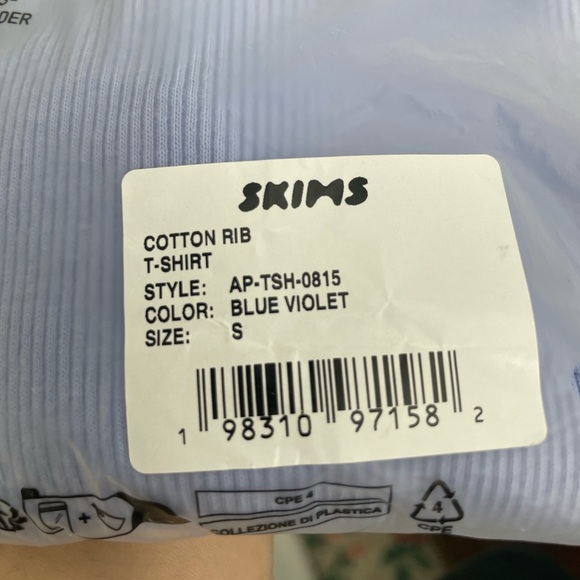 DER
SKIMS
COTTON RIB
T-SHIRT
STYLE: AP-TSH-0815
COLOR: BLUE VIOLET
SIZE: S
1 98310 97158 2
+
CPE 4
COLLEZIONE DI PLASTICA
4
CPE